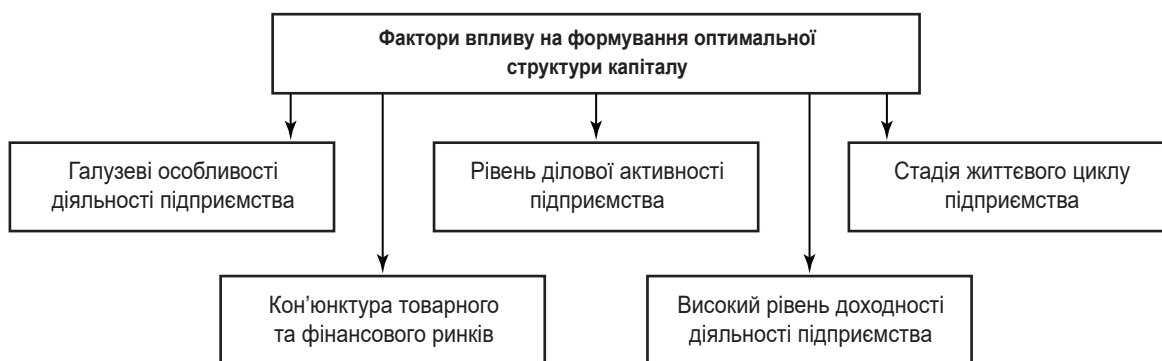 Фактори впливу на формування оптимальної
структури капіталу
Галузеві особливості
діяльності підприємства
Рівень ділової активності
підприємства
Стадія життєвого циклу
підприємства
Кон’юнктура товарного
та фінансового ринків
Високий рівень доходності
діяльності підприємства